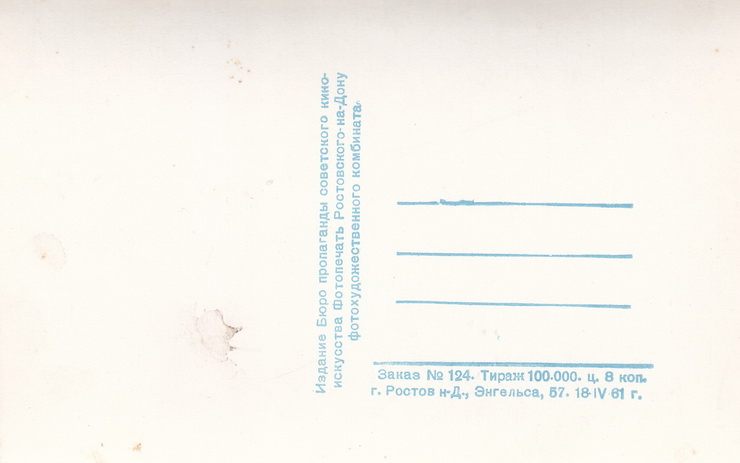 Издание Бюро пропаганды советского кино-
искусства Фотопечать Ростовского-на-Дону
фотохудожественного комбината
Заказ № 124. Тираж 100.000. ц. 8 коп.
г. Ростов н-Д., Энгельса, 57. 18-IV 61 г.